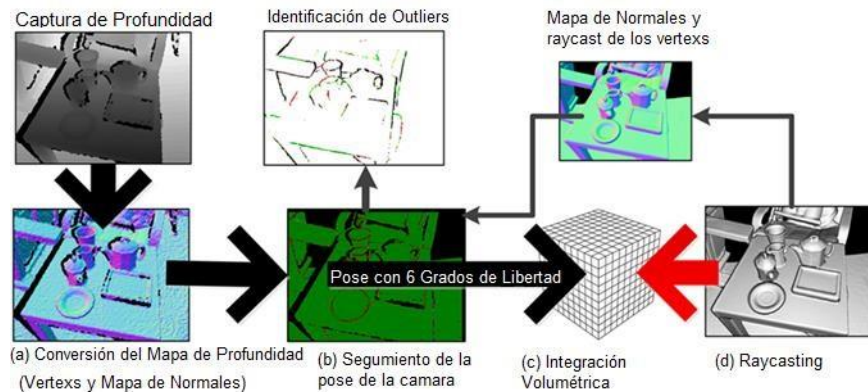 Captura de Profundidad
Identificación de Outliers
Mapa de Normales y
raycast de los vertexs
Pose con 6 Grados de Libertad
(a) Conversión del Mapa de Profundidad
(Vertexs y Mapa de Normales)
(b) Segumiento de la
pose de la camara
(c) Integración
Volumétrica
(d) Raycasting